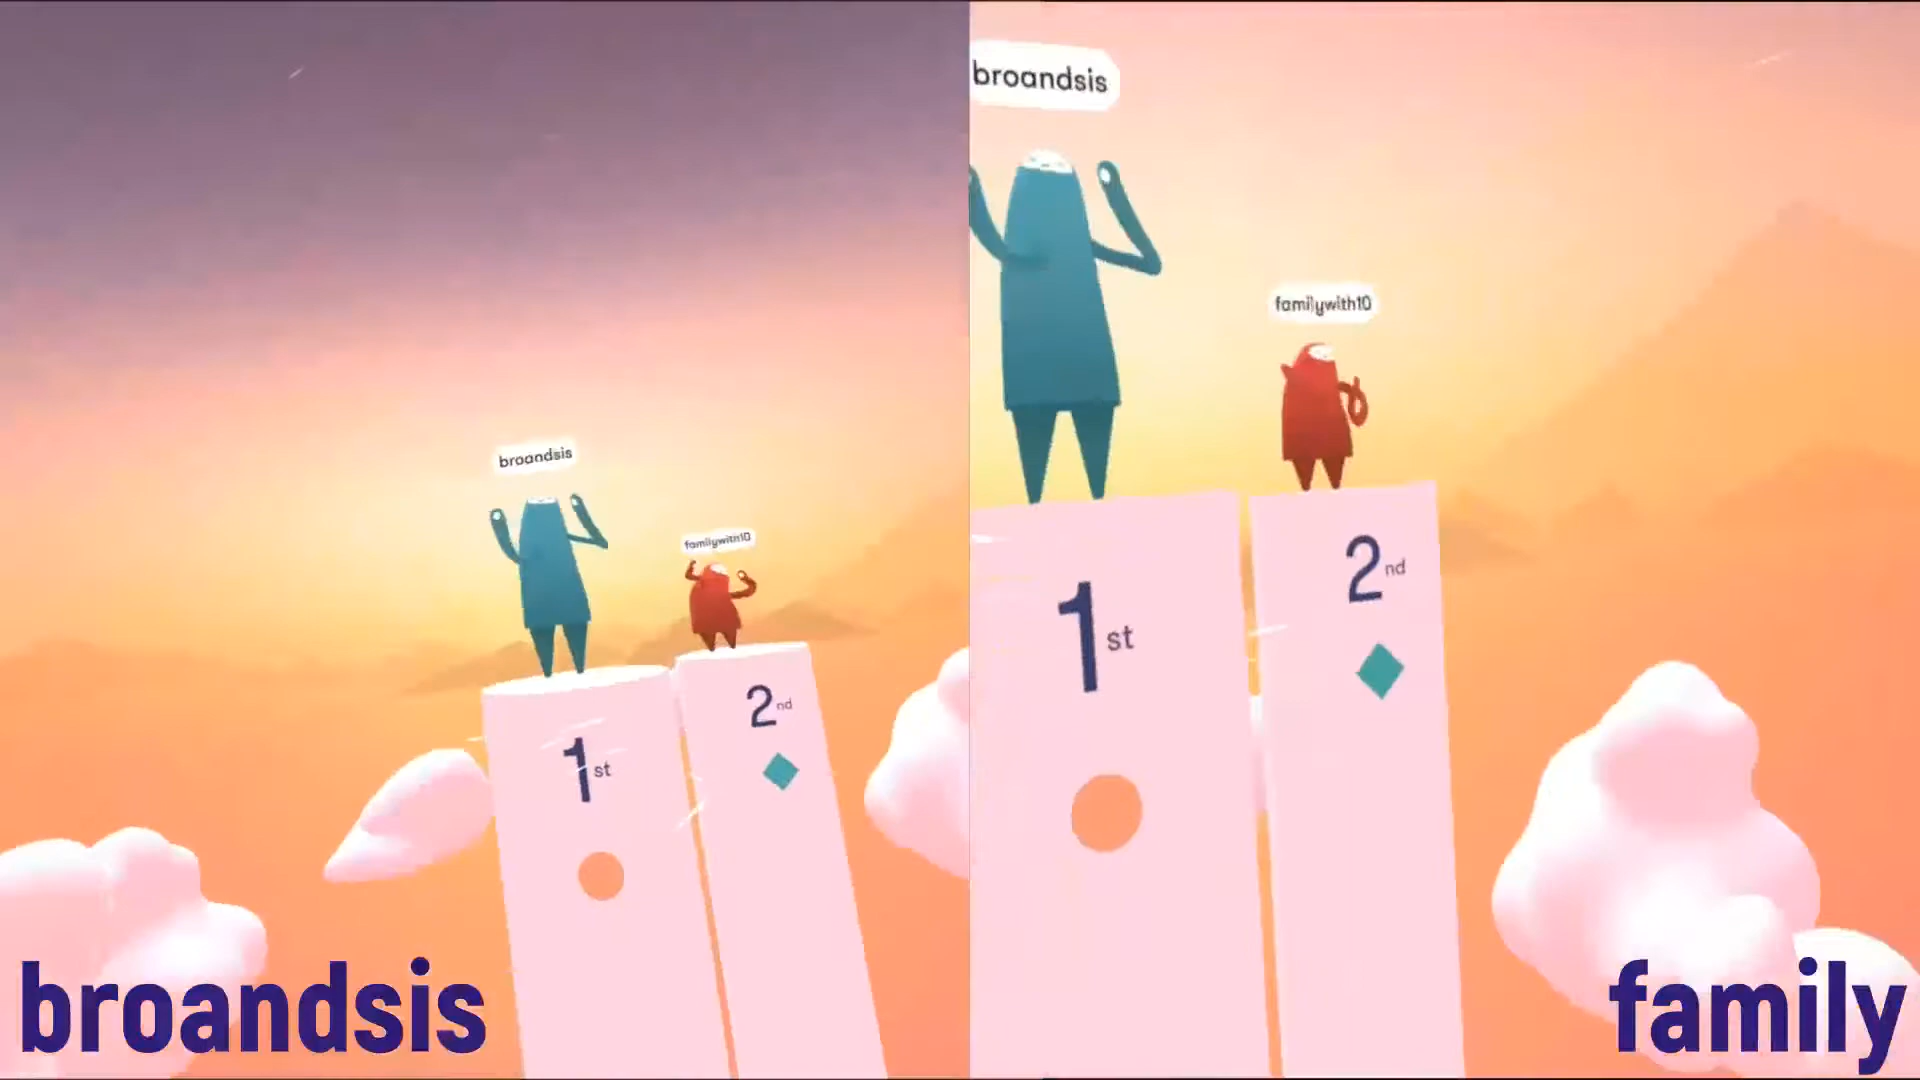 broandsis
familywith10
1st
2nd
broandsis
broandsis
familywith10
1st
2nd
family